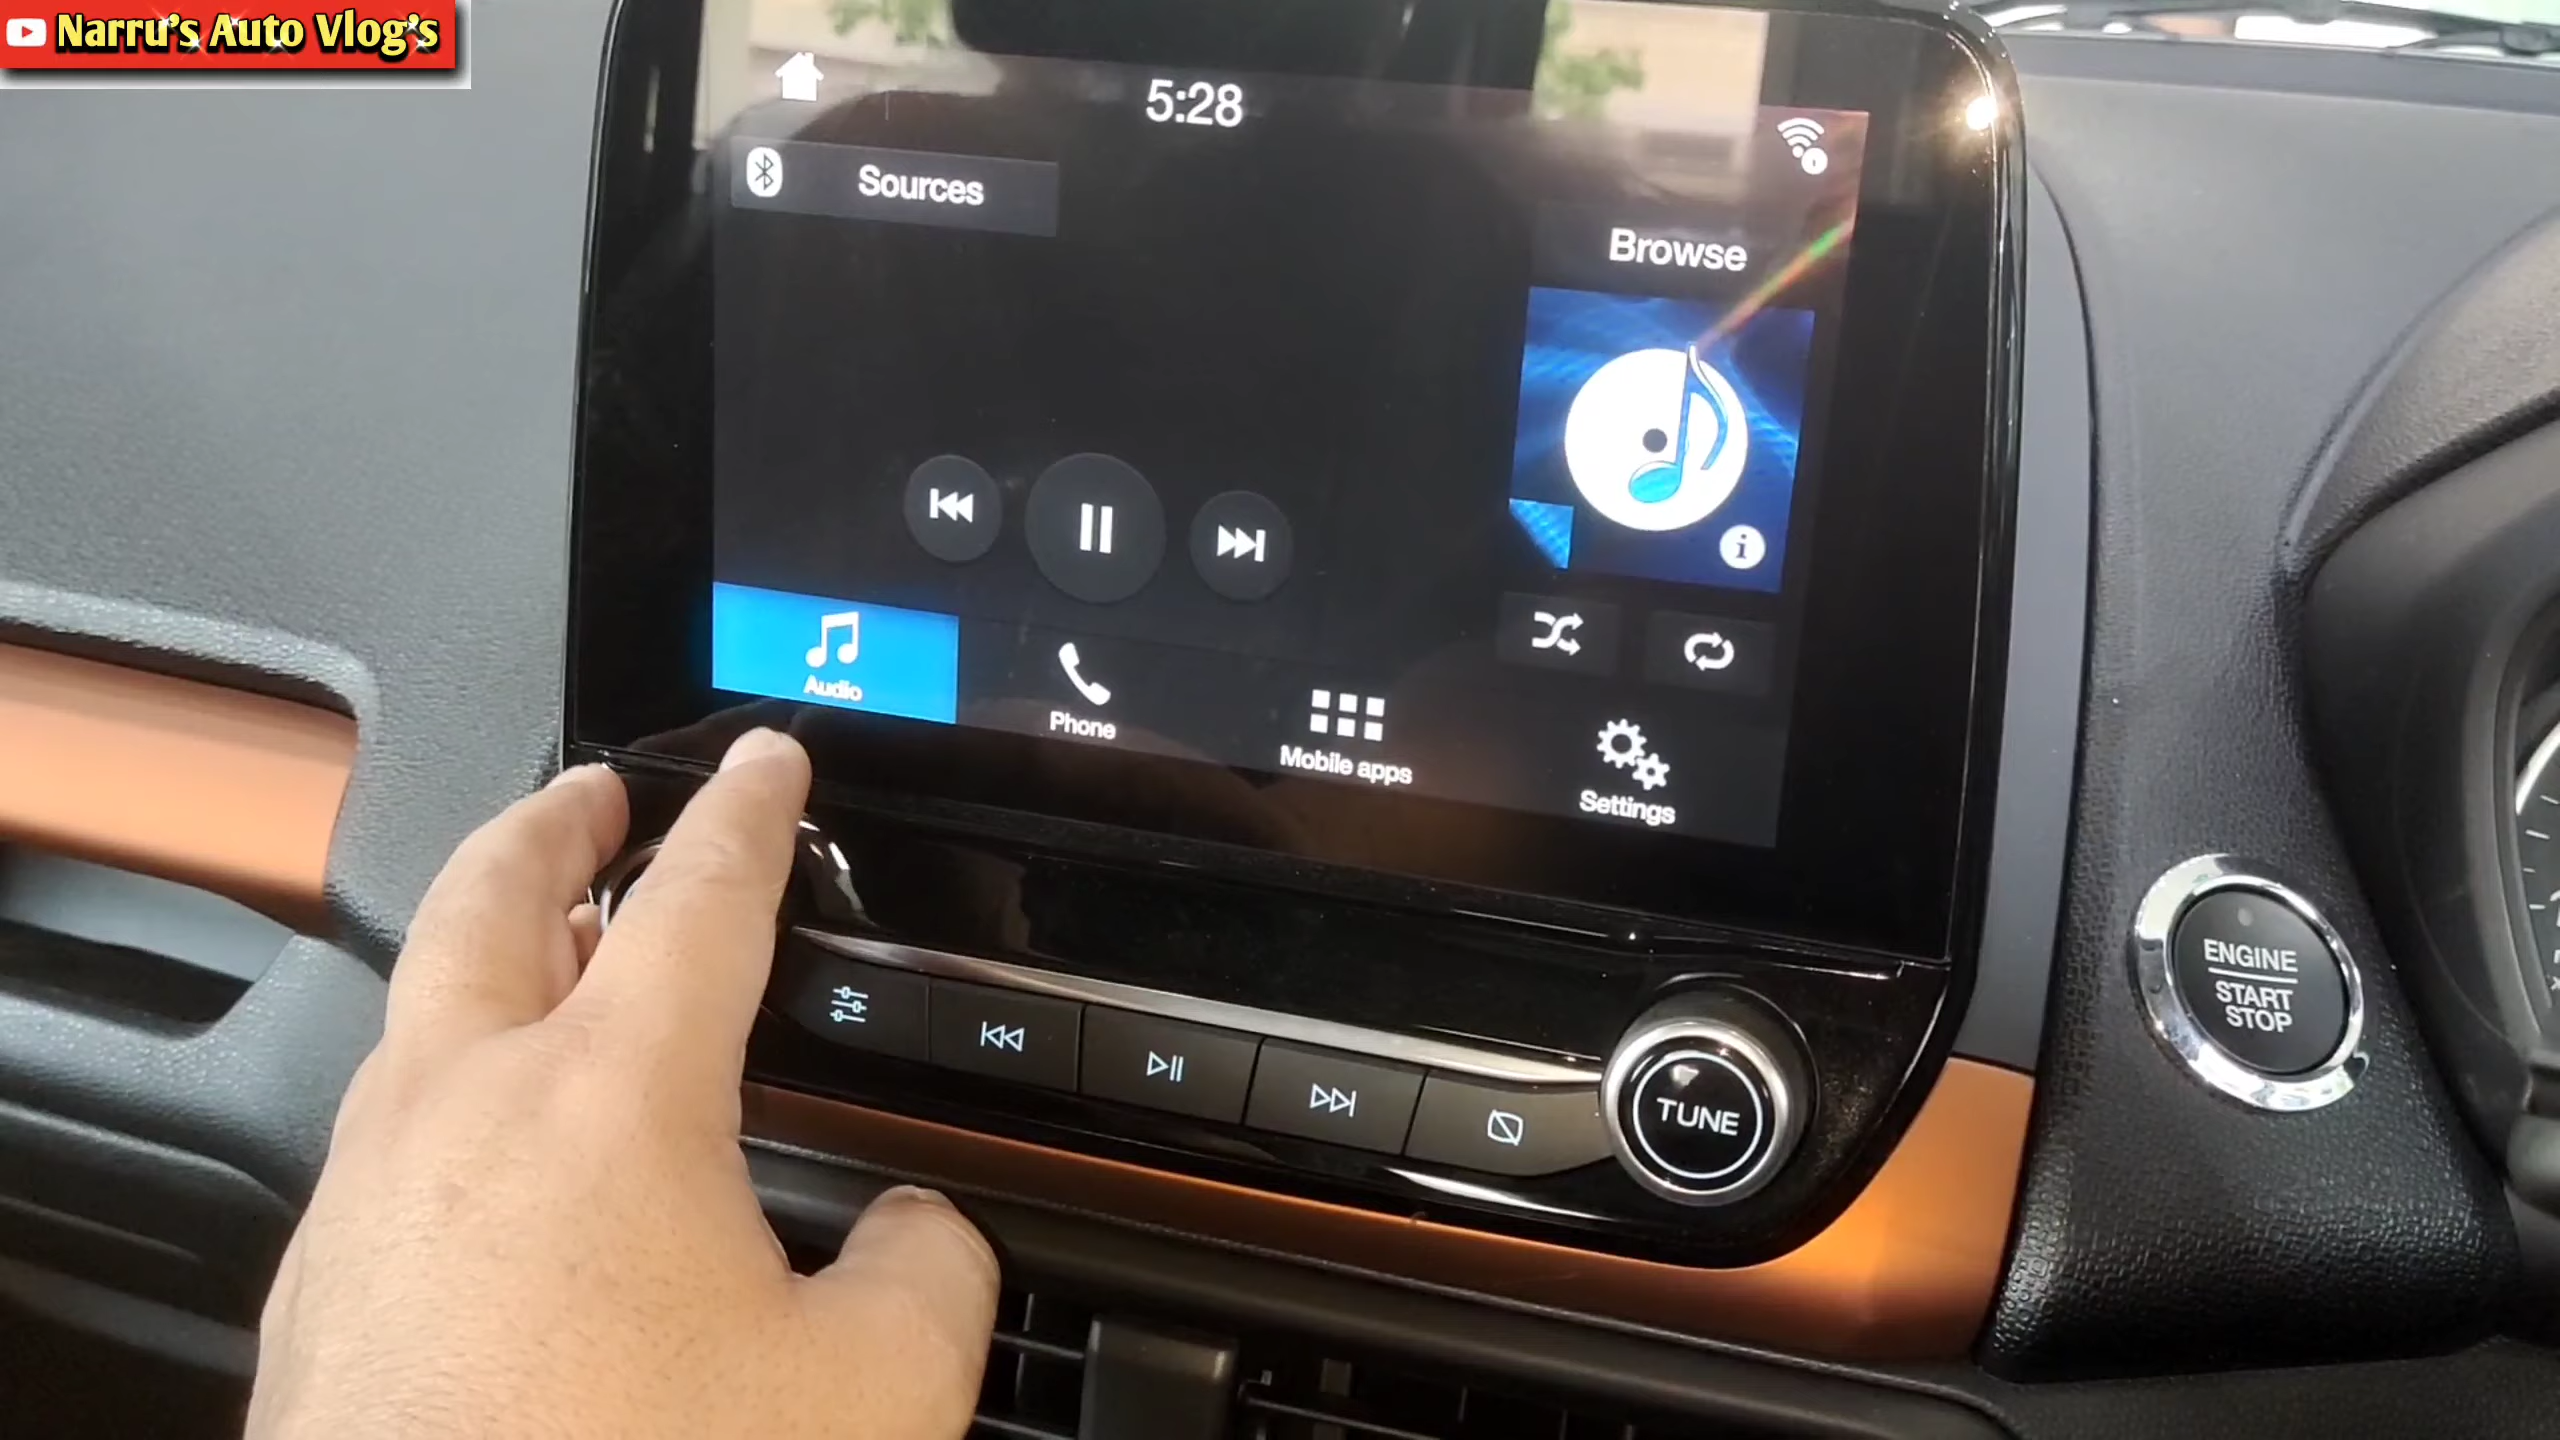 Narru's Auto Vlog's
5:28
Sources
Browse
Audio
Phone
Mobile apps
Settings
ENGINE
START
STOP
TUNE